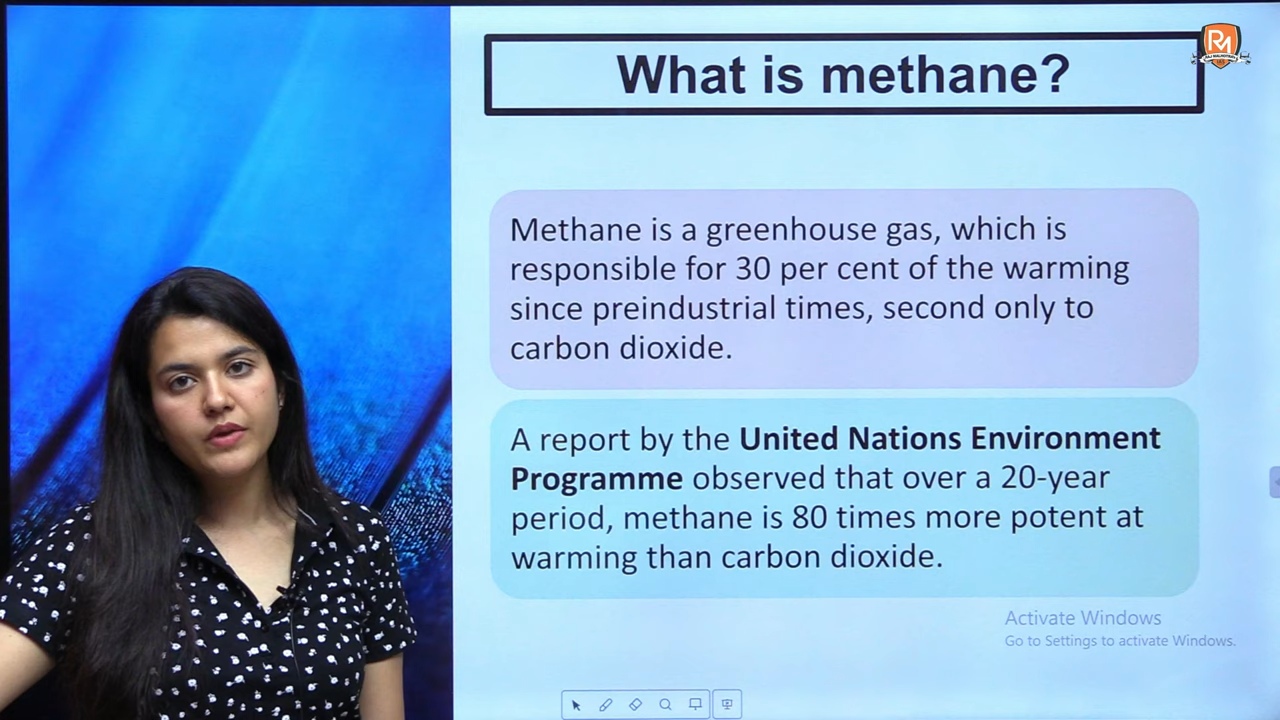 What is methane?
RM
Methane is a greenhouse gas, which is
responsible for 30 per cent of the warming
since preindustrial times, second only to
carbon dioxide.
A report by the United Nations Environment
Programme observed that over a 20-year
period, methane is 80 times more potent at
warming than carbon dioxide.
Activate Windows
Go to Settings to activate Windows.